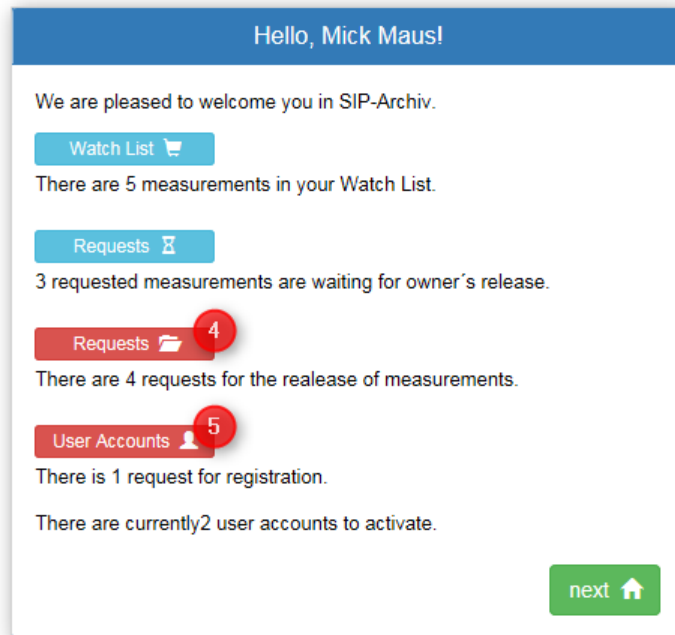 Hello, Mick Maus!
We are pleased to welcome you in SIP-Archiv.
Watch List
There are 5 measurements in your Watch List.
Requests
3 requested measurements are waiting for owner´s release.
Requests 4
There are 4 requests for the realease of measurements.
User Accounts 5
There is 1 request for registration.
There are currently2 user accounts to activate.
next